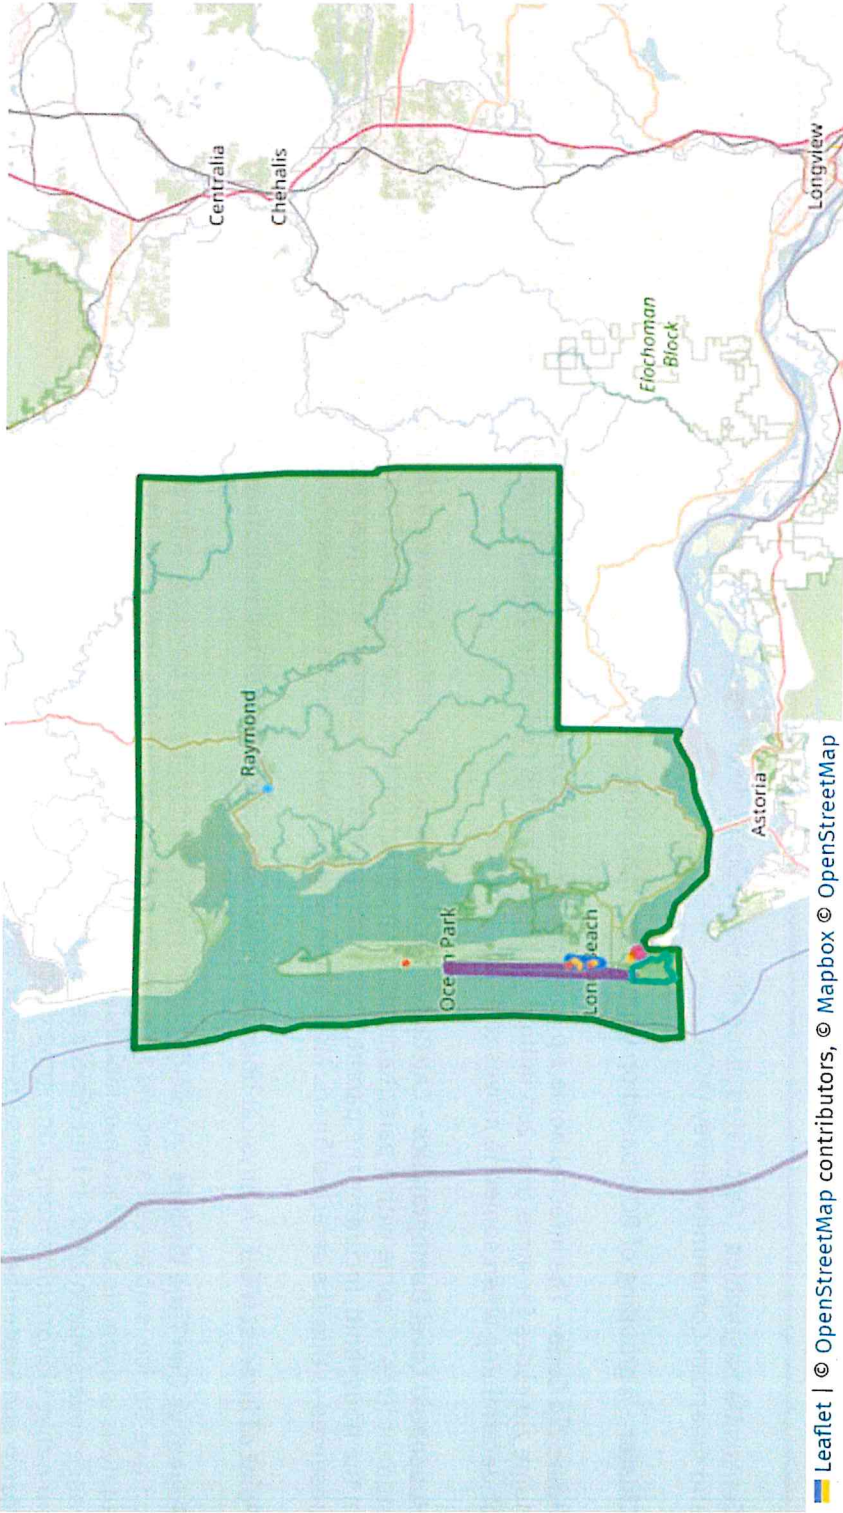 Centralia
Chehalis
Raymond
Ocean Park
Long Beach
Elochoman
Block
Longview
Astoria
Leaflet | © OpenStreetMap contributors, © Mapbox © OpenStreetMap